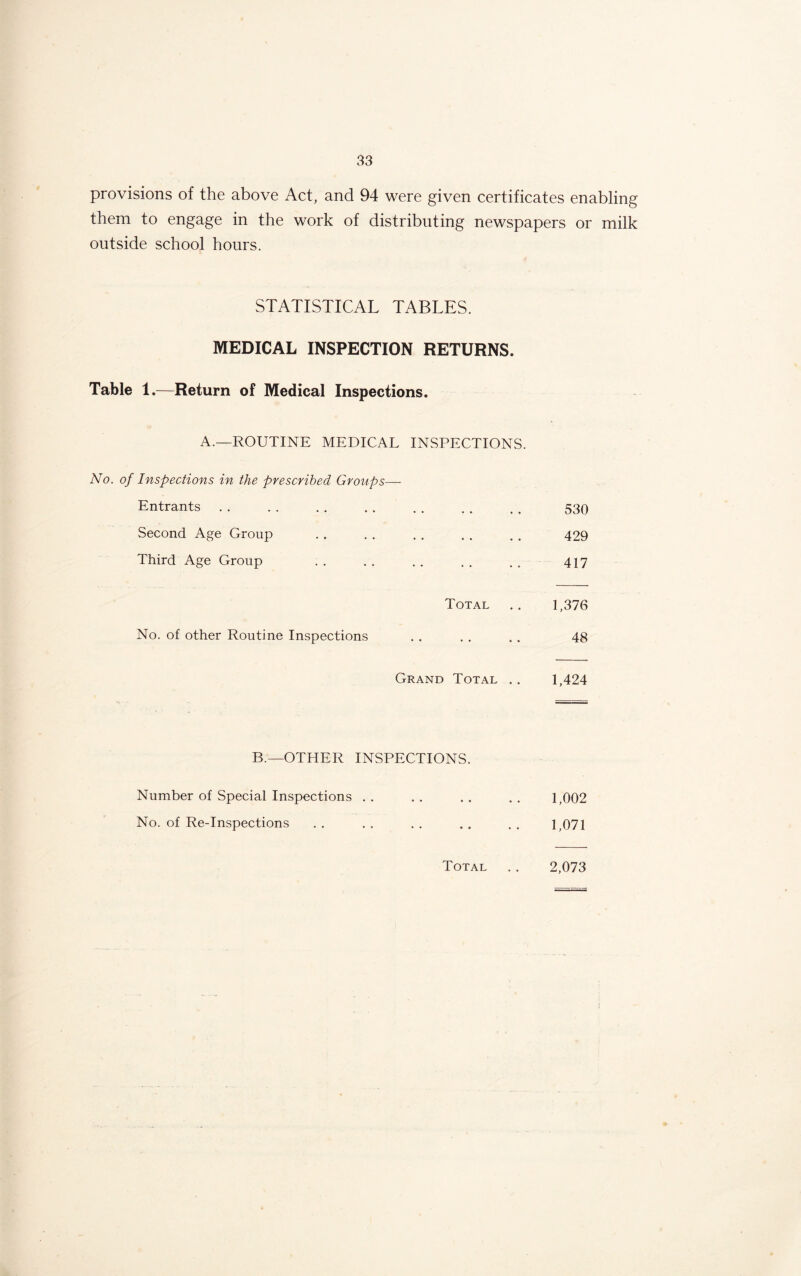 33
provisions of the above Act, and 94 were given certificates enabling
them to engage in the work of distributing newspapers or milk
outside school hours.
STATISTICAL TABLES.
MEDICAL INSPECTION RETURNS.
Table 1.—Return of Medical Inspections.
A.—ROUTINE MEDICAL INSPECTIONS.
No. of Inspections in the prescribed Groups—
Entrants .. .. .. .. .. .. .. 530
Second Age Group .. .. .. .. .. 429
Third Age Group .. .. .. .. .. 417
Total .. 1,376
No. of other Routine Inspections .. .. .. 48
Grand Total .. 1,424
B.—OTHER INSPECTIONS.
Number of Special Inspections .. .. .. .. 1,002
No. of Re-Inspections .. .. .. .. .. 1,071
Total .. 2,073